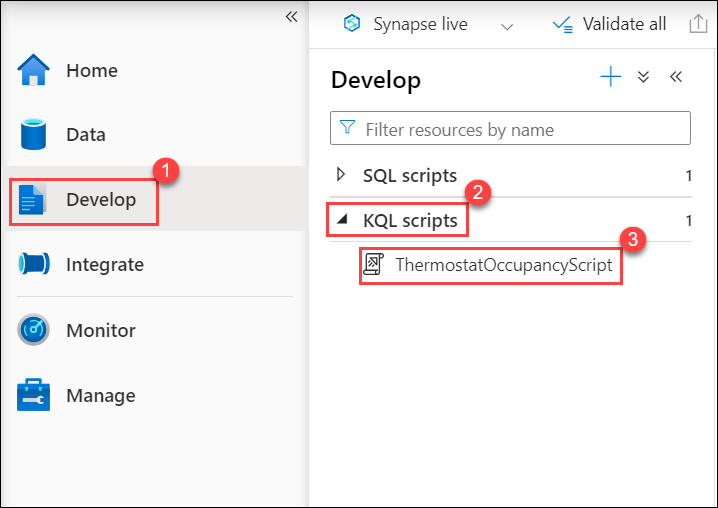 Synapse live
Validate all
Home
Data
Develop
1
Integrate
Monitor
Manage
Develop
Filter resources by name
SQL scripts 1
2
KQL scripts 1
3
ThermostatOccupancyScript